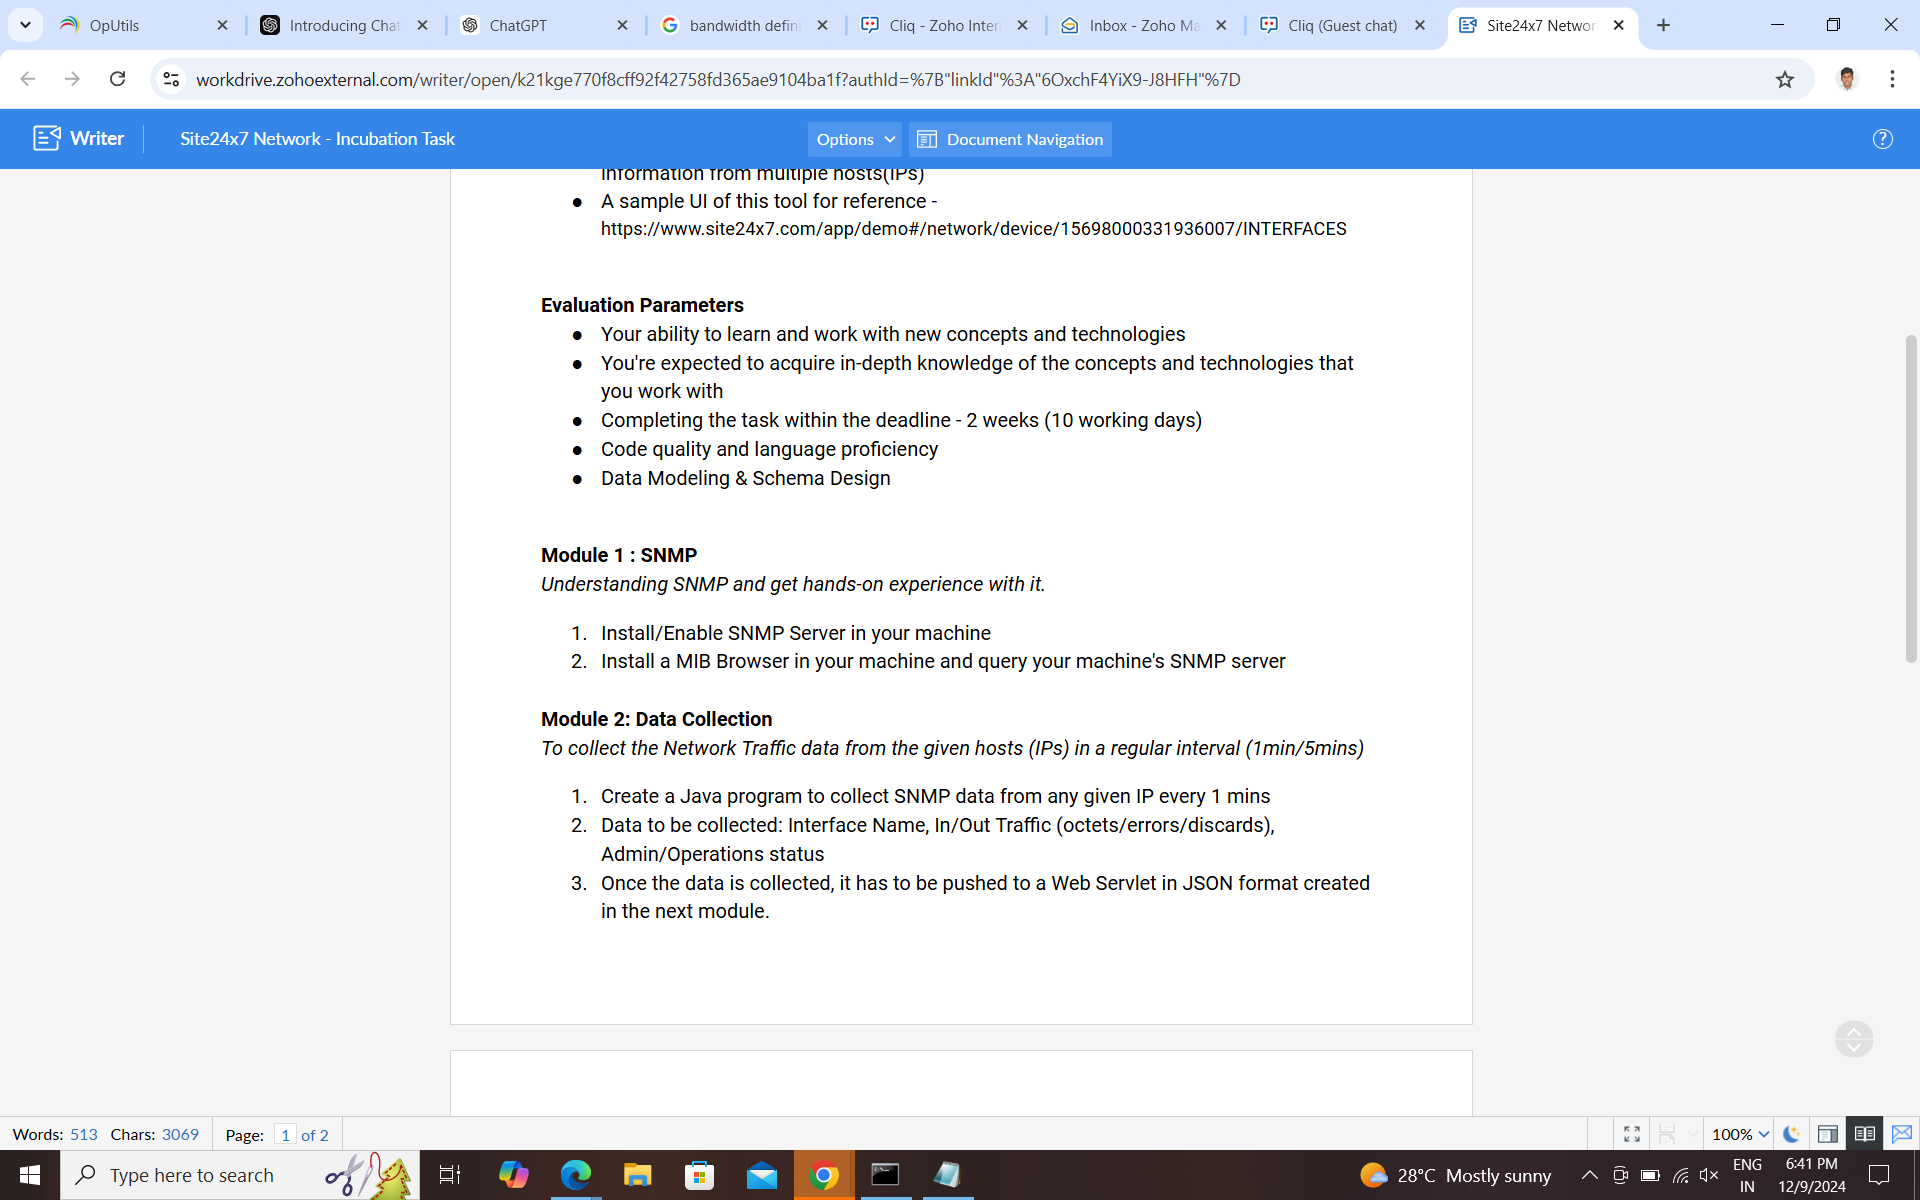 OpUtils
Introducing Chat
ChatGPT
bandwidth defini
Cliq - Zoho Inter
Inbox - Zoho Ma
Cliq (Guest chat)
Site24x7 Networ
workdrive.zohoexternal.com/writer/open/k21kge770f8cff92f42758fd365ae9104ba1f?authId=%7B"linkId"%3A"6OxchF4YiX9-J8HFH"%7D
Writer
Site24x7 Network - Incubation Task
Options
Document Navigation
information from multiple hosts(IPs)
● A sample UI of this tool for reference -
https://www.site24x7.com/app/demo#/network/device/15698000331936007/INTERFACES
Evaluation Parameters
● Your ability to learn and work with new concepts and technologies
● You're expected to acquire in-depth knowledge of the concepts and technologies that
you work with
● Completing the task within the deadline - 2 weeks (10 working days)
● Code quality and language proficiency
● Data Modeling & Schema Design
Module 1 : SNMP
Understanding SNMP and get hands-on experience with it.
1. Install/Enable SNMP Server in your machine
2. Install a MIB Browser in your machine and query your machine's SNMP server
Module 2: Data Collection
To collect the Network Traffic data from the given hosts (IPs) in a regular interval (1min/5mins)
1. Create a Java program to collect SNMP data from any given IP every 1 mins
2. Data to be collected: Interface Name, In/Out Traffic (octets/errors/discards),
Admin/Operations status
3. Once the data is collected, it has to be pushed to a Web Servlet in JSON format created
in the next module.
Words: 513 Chars: 3069 Page: 1 of 2
100%
Type here to search
28°C Mostly sunny
ENG
IN
6:41 PM
12/9/2024